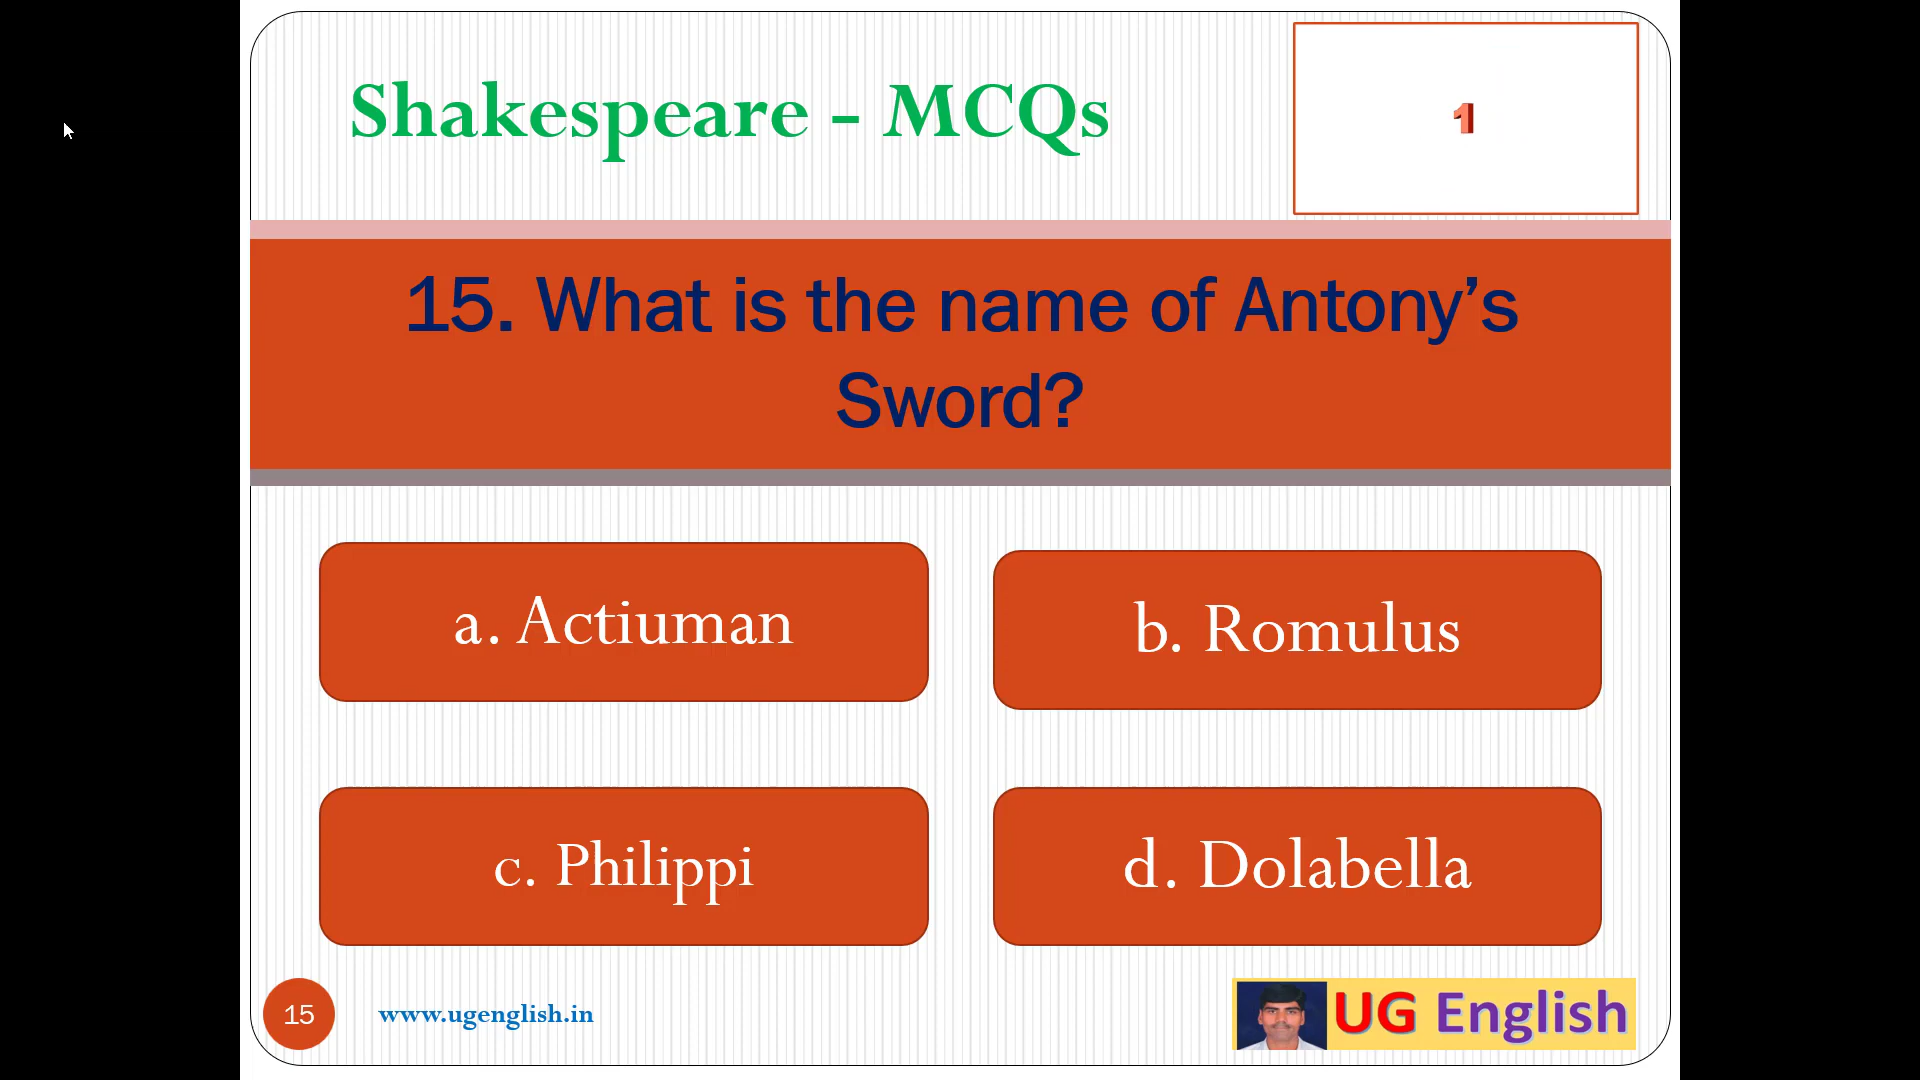 Shakespeare - MCQs
1
15. What is the name of Antony’s
Sword?
a. Actiuman
b. Romulus
c. Philippi
d. Dolabella
15
www.ugenglish.in
UG English